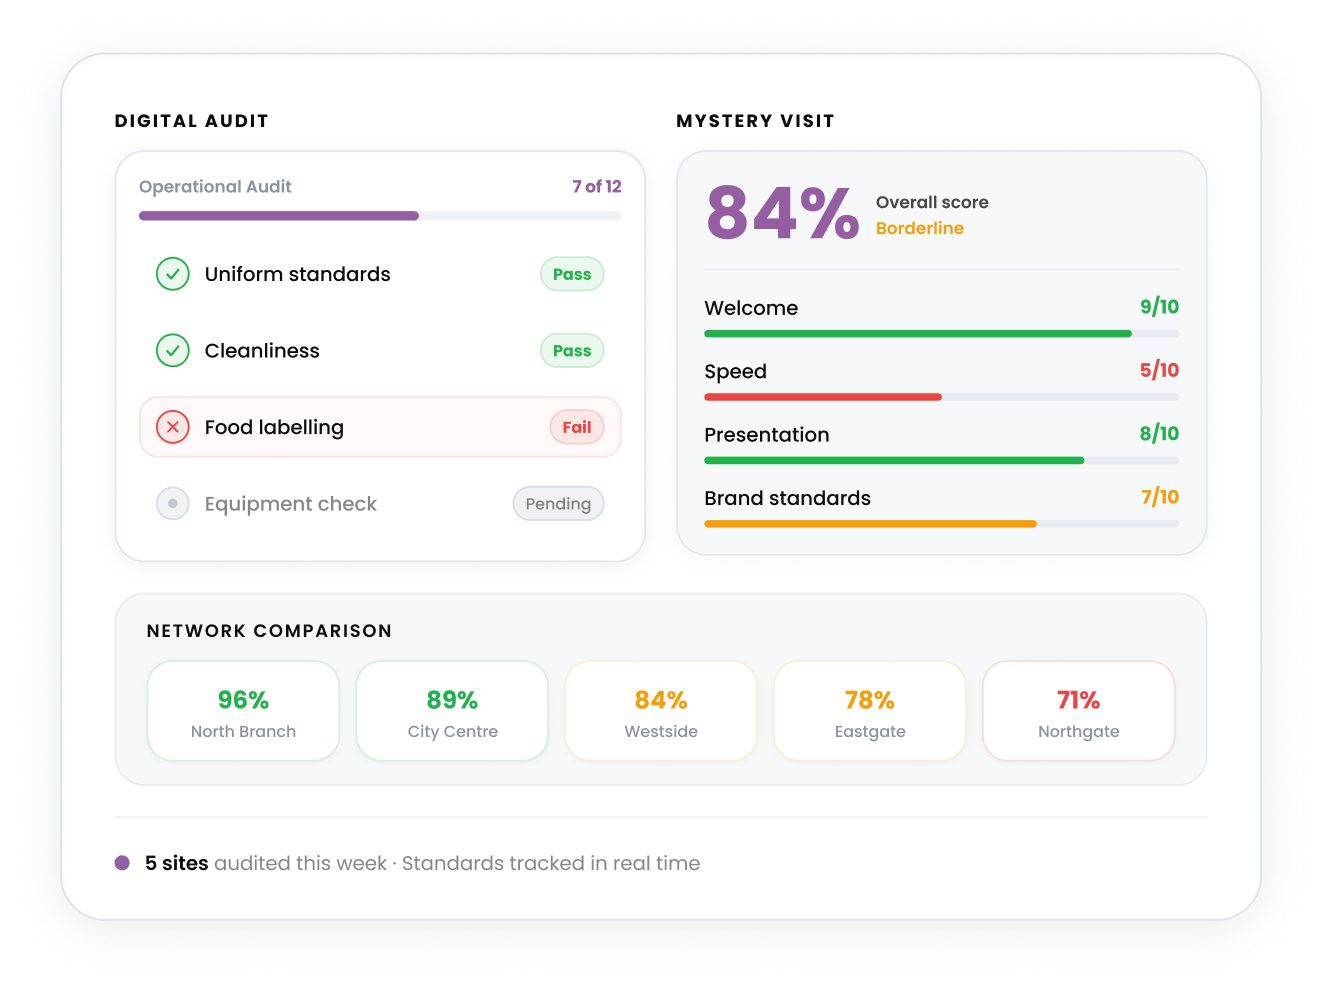 DIGITAL AUDIT
Operational Audit 7 of 12
Uniform standards Pass
Cleanliness Pass
Food labelling Fail
Equipment check Pending
MYSTERY VISIT
84%
Overall score
Borderline
Welcome 9/10
Speed 5/10
Presentation 8/10
Brand standards 7/10
NETWORK COMPARISON
96%
North Branch
89%
City Centre
84%
Westside
78%
Eastgate
71%
Northgate
5 sites audited this week · Standards tracked in real time